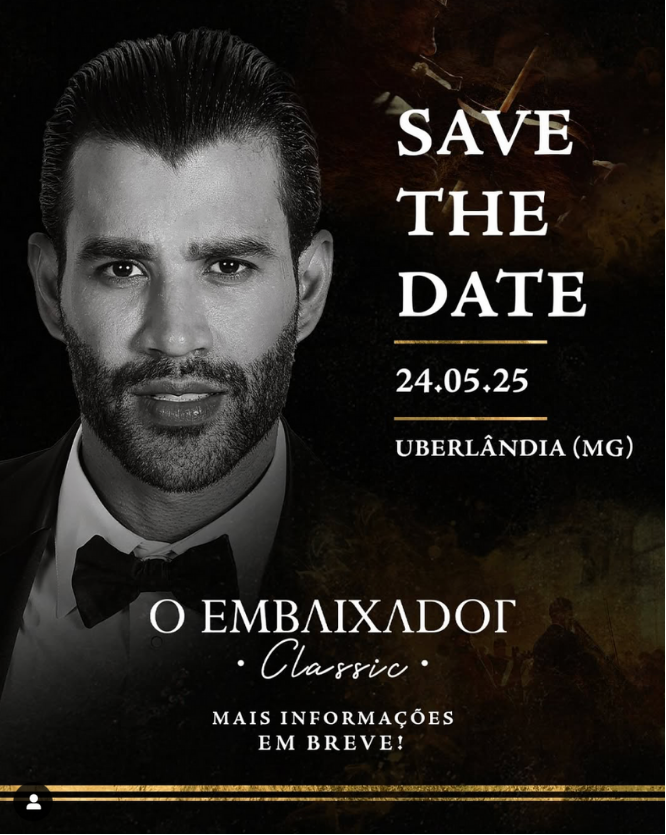 SAVE
THE
DATE
24.05.25
UBERLÂNDIA (MG)
O EMBAIXADOR
• Classic •
MAIS INFORMAÇÕES
EM BREVE!